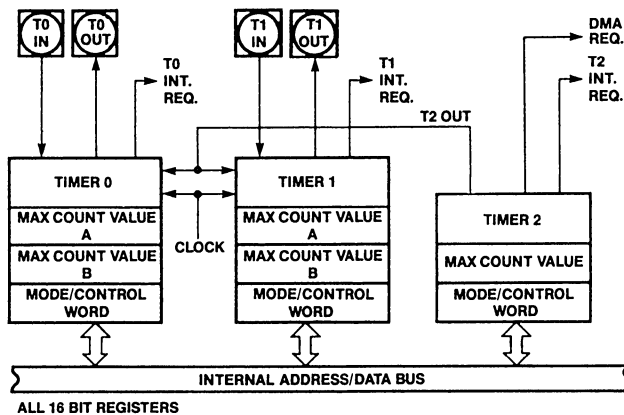 T0 IN
T0 OUT
T1 IN
T1 OUT
DMA REQ.
T0 INT. REQ.
T1 INT. REQ.
T2 INT. REQ.
T2 OUT
TIMER 0
MAX COUNT VALUE
A
MAX COUNT VALUE
B
MODE/CONTROL
WORD
CLOCK
TIMER 1
MAX COUNT VALUE
A
MAX COUNT VALUE
B
MODE/CONTROL
WORD
TIMER 2
MAX COUNT VALUE
MODE/CONTROL
WORD
INTERNAL ADDRESS/DATA BUS
ALL 16 BIT REGISTERS